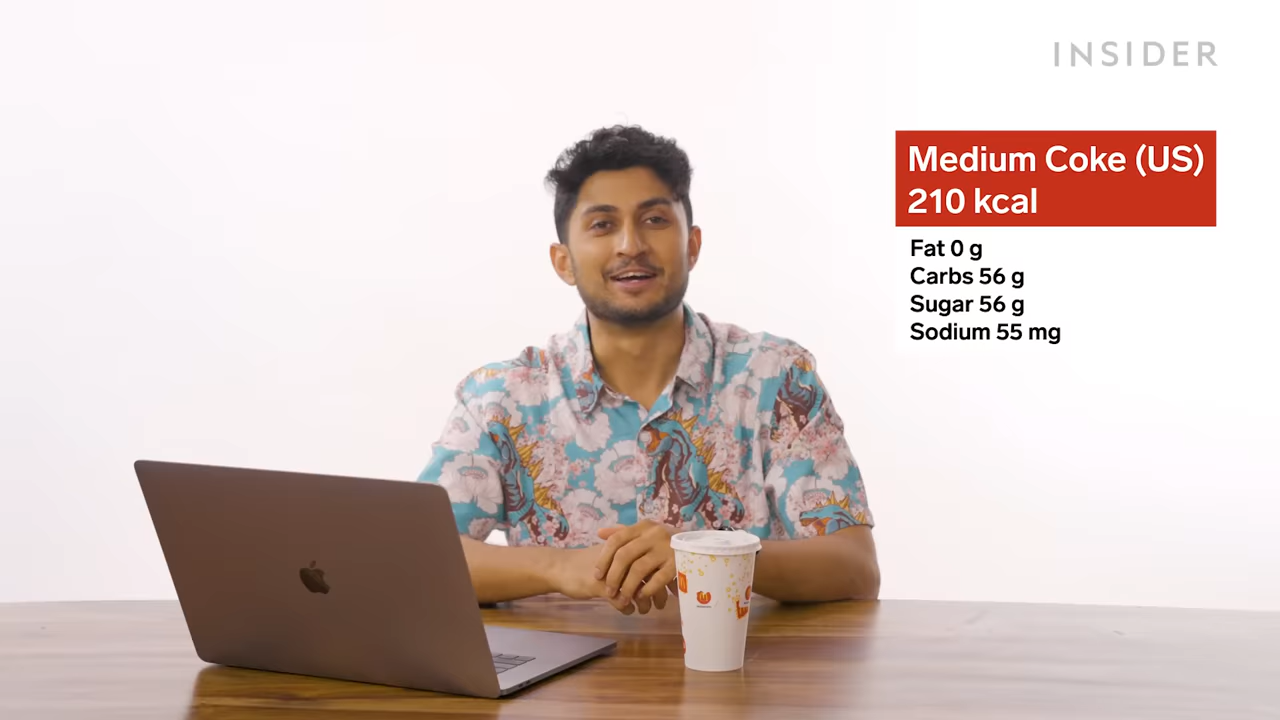 INSIDER
Medium Coke (US)
210 kcal
Fat 0 g
Carbs 56 g
Sugar 56 g
Sodium 55 mg